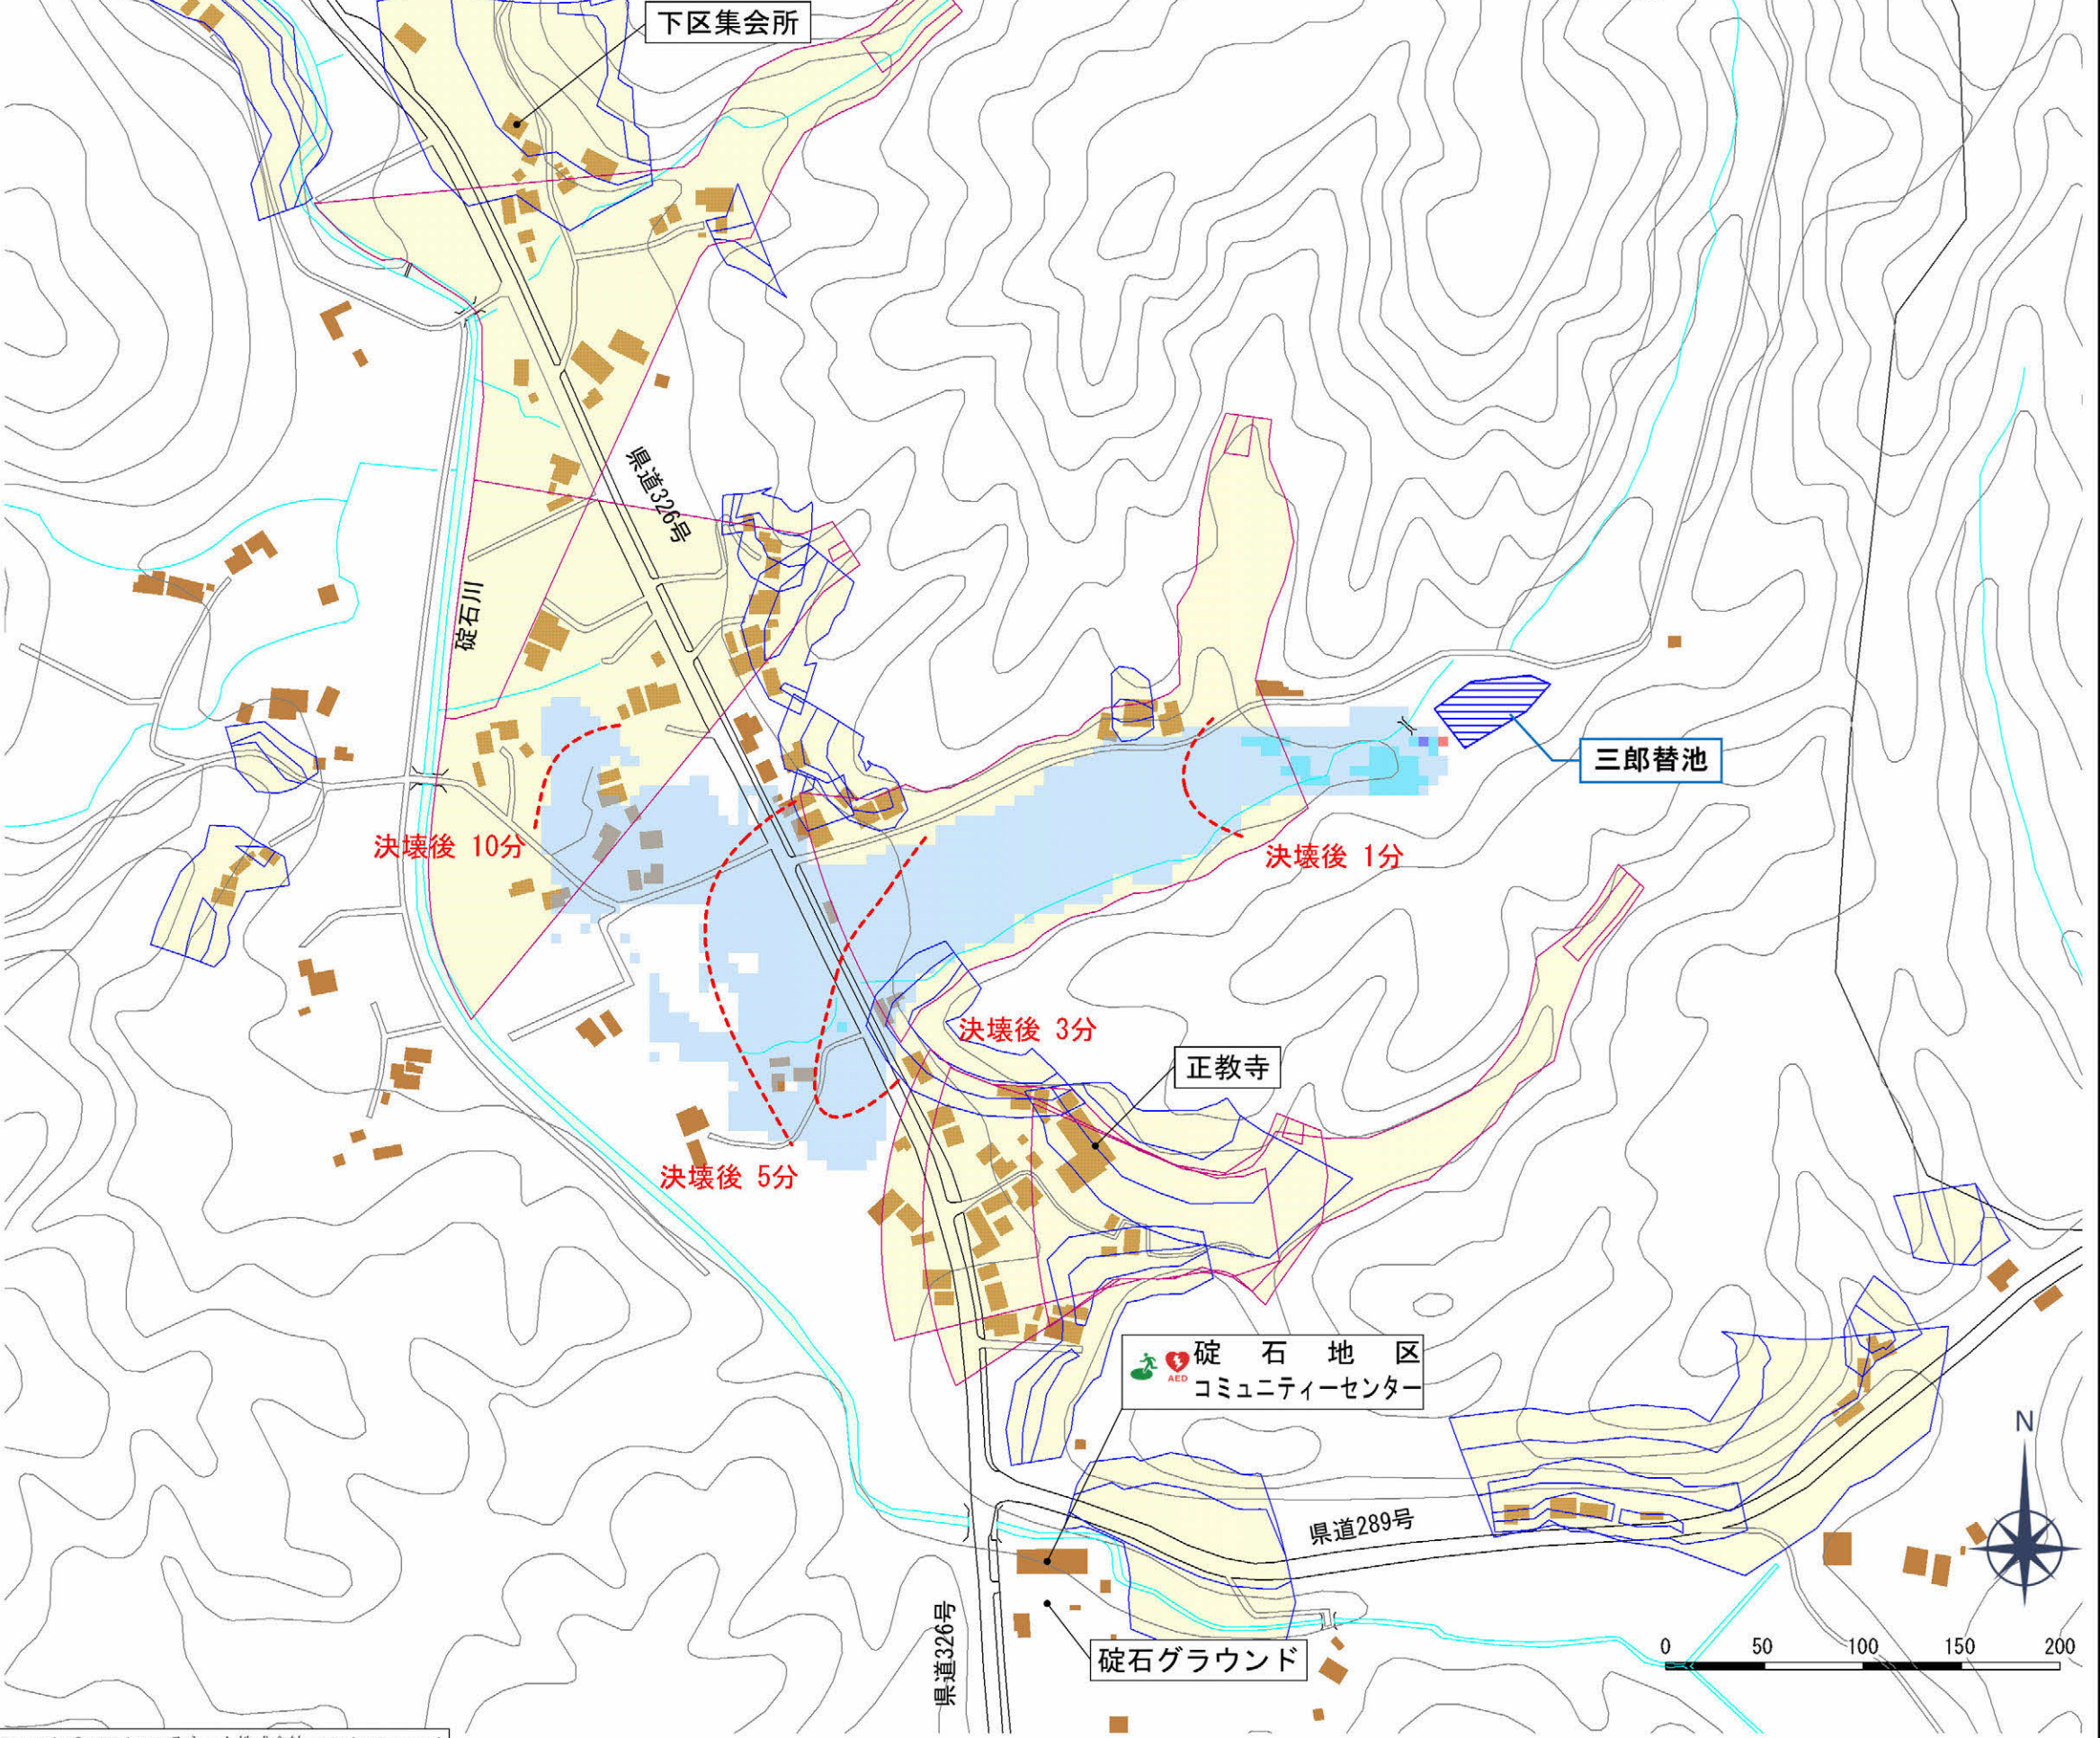 下区集会所
県道326号
碇石川
三郎替池
決壊後 10分
決壊後 1分
決壊後 3分
正教寺
決壊後 5分
AED
碇石地区
コミュニティーセンター
N
県道289号
県道326号
碇石グラウンド
0 50 100 150 200